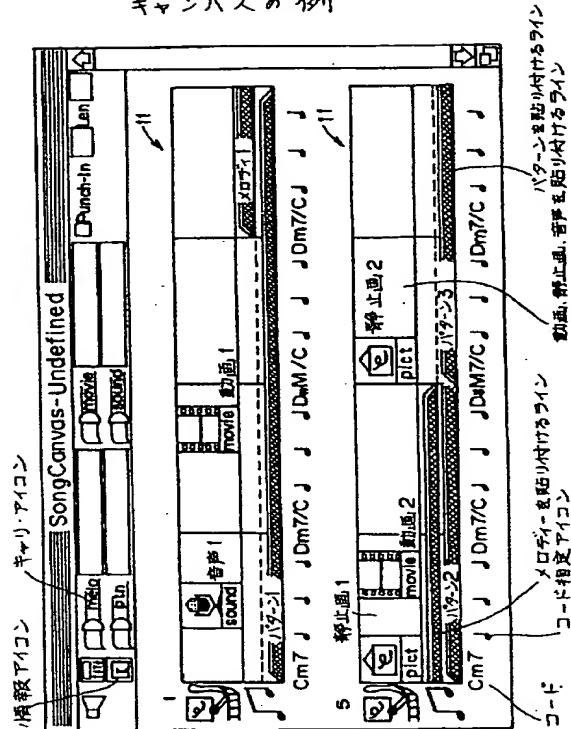 キャンバスの例
情報アイコン
キャリ・アイコン
SongCanvas-Undefined
melo
movie
Punch-In
Len
ptn
sound
11
1
sound
音声1
movie
動画1
メロディ1
パターン1
Dm7/C
DmM/C
Dm7/C
11
5
静止画1
pict
movie
動画2
pict
静止画2
パターン2
パターン3
Cm7
Dm7/C
D#M7/C
Dm7/C
コード
コード指定アイコン
メロディーを貼り付けるライン
動画、静止画、音声を貼り付けるライン
パターンを貼り付けるライン